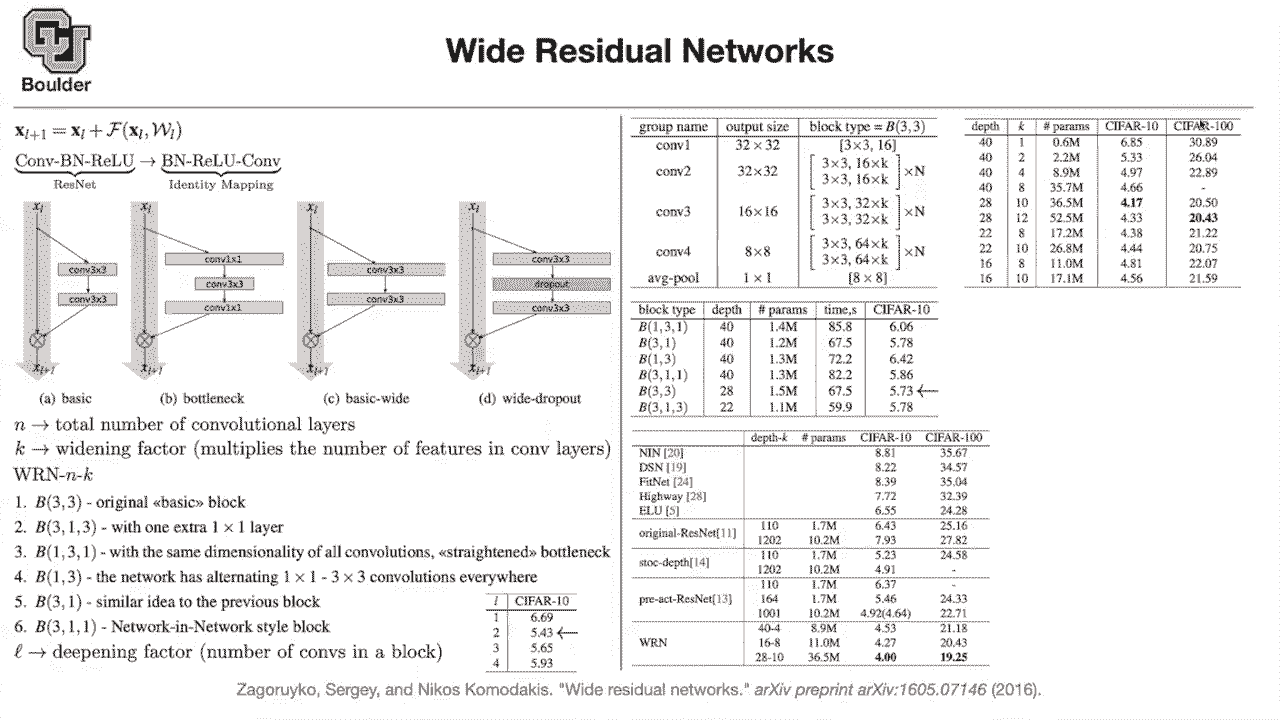 Boulder
Wide Residual Networks
x_{l+1} = x_l + F(x_l, W_l)
Conv-BN-ReLU → BN-ReLU-Conv
ResNet Identity Mapping
x_l x_l x_l x_l
conv3x3 conv1x1 conv3x3 conv3x3
conv3x3 dropout
conv3x3 conv1x1 conv3x3 conv3x3
x_{l+1} x_{l+1} x_{l+1} x_{l+1}
(a) basic (b) bottleneck (c) basic-wide (d) wide-dropout
n → total number of convolutional layers
k → widening factor (multiplies the number of features in conv layers)
WRN-n-k
1. B(3,3) - original «basic» block
2. B(3,1,3) - with one extra 1 × 1 layer
3. B(1,3,1) - with the same dimensionality of all convolutions, «straightened» bottleneck
4. B(1,3) - the network has alternating 1 × 1 - 3 × 3 convolutions everywhere
5. B(3,1) - similar idea to the previous block
6. B(3,1,1) - Network-in-Network style block
ℓ → deepening factor (number of convs in a block)
l CIFAR-10
1 6.69
2 5.43 ←
3 5.65
4 5.93
group name output size block type = B(3,3)
conv1 32 × 32 [3×3, 16]
conv2 32×32 [3×3, 16×k
3×3, 16×k] ×N
conv3 16×16 [3×3, 32×k
3×3, 32×k] ×N
conv4 8×8 [3×3, 64×k
3×3, 64×k] ×N
avg-pool 1 × 1 [8 × 8]
block type depth # params time,s CIFAR-10
B(1,3,1) 40 1.4M 85.8 6.06
B(3,1) 40 1.2M 67.5 5.78
B(1,3) 40 1.3M 72.2 6.42
B(3,1,1) 40 1.3M 82.2 5.86
B(3,3) 28 1.5M 67.5 5.73 ←
B(3,1,3) 22 1.1M 59.9 5.78
depth-k # params CIFAR-10 CIFAR-100
NIN [20] 8.81 35.67
DSN [19] 8.22 34.57
FitNet [24] 8.39 35.04
Highway [28] 7.72 32.39
ELU [5] 6.55 24.28
original-ResNet[11] 110 1.7M 6.43 25.16
1202 10.2M 7.93 27.82
stoc-depth[14] 110 1.7M 5.23 24.58
1202 10.2M 4.91 -
pre-act-ResNet[13] 110 1.7M 6.37 -
164 1.7M 5.46 24.33
1001 10.2M 4.92(4.64) 22.71
WRN 40-4 8.9M 4.53 21.18
16-8 11.0M 4.27 20.43
28-10 36.5M 4.00 19.25
depth k # params CIFAR-10 CIFAR-100
40 1 0.6M 6.85 30.89
40 2 2.2M 5.33 26.04
40 4 8.9M 4.97 22.89
40 8 35.7M 4.66 -
28 10 36.5M 4.17 20.50
28 12 52.5M 4.33 20.43
22 8 17.2M 4.38 21.22
22 10 26.8M 4.44 20.75
16 8 11.0M 4.81 22.07
16 10 17.1M 4.56 21.59
Zagoruyko, Sergey, and Nikos Komodakis. "Wide residual networks." arXiv preprint arXiv:1605.07146 (2016).